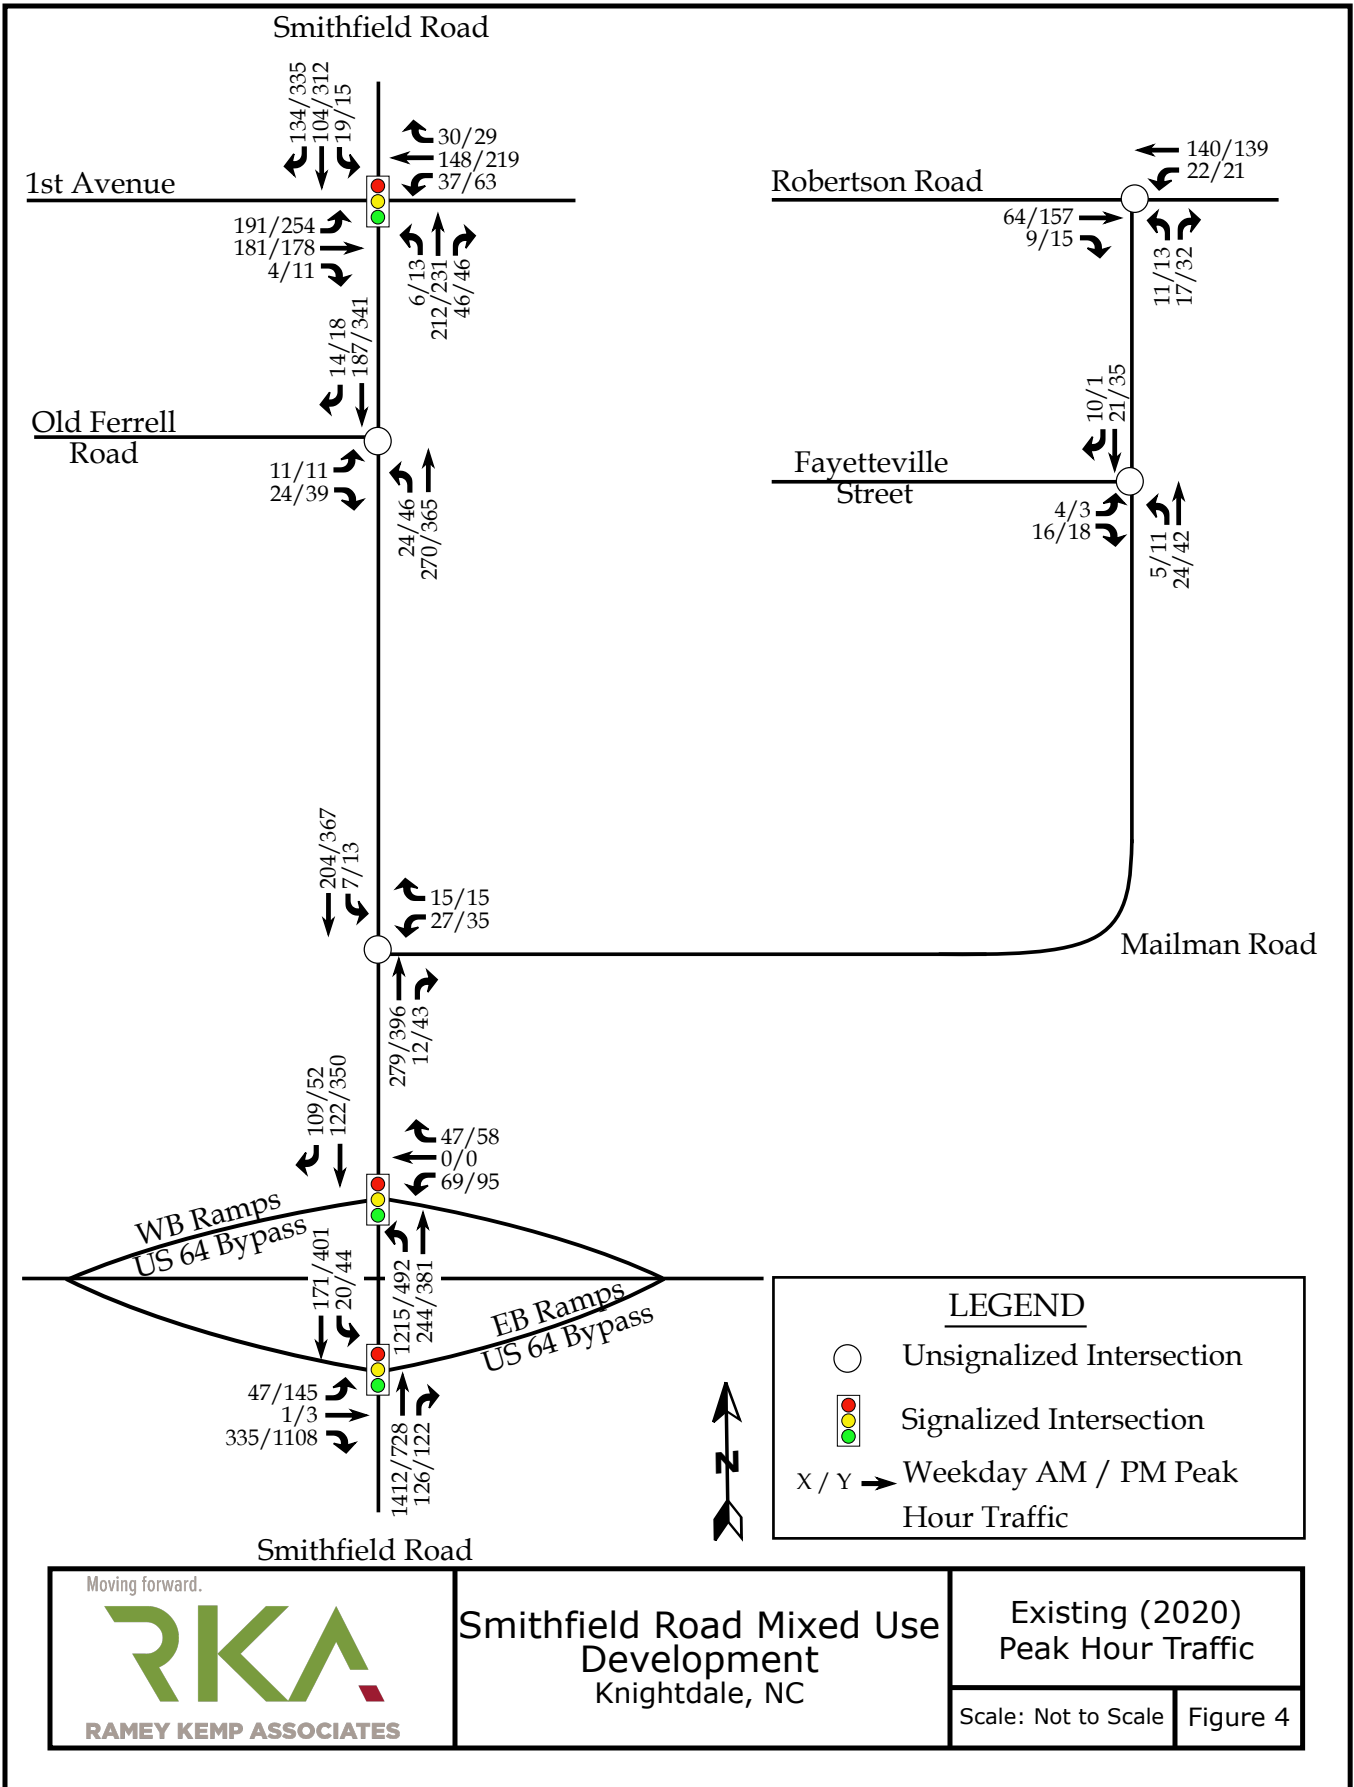 Smithfield Road
134/335
104/312
19/15
30/29
148/219
37/63
1st Avenue
191/254
181/178
4/11
6/13
212/231
46/46
140/139
22/21
Robertson Road
64/157
9/15
11/13
17/32
14/18
187/341
Old Ferrell
Road
11/11
24/39
24/46
270/365
10/1
21/35
Fayetteville
Street
4/3
16/18
5/11
24/42
204/367
7/13
15/15
27/35
Mailman Road
279/396
12/43
109/52
122/350
47/58
0/0
69/95
WB Ramps
US 64 Bypass
171/401
20/44
1215/492
244/381
EB Ramps
US 64 Bypass
47/145
1/3
335/1108
1412/728
126/122
Smithfield Road
N
LEGEND
Unsignalized Intersection
Signalized Intersection
X / Y Weekday AM / PM Peak
Hour Traffic
Moving forward.
RKA
RAMEY KEMP ASSOCIATES
Smithfield Road Mixed Use
Development
Knightdale, NC
Existing (2020)
Peak Hour Traffic
Scale: Not to Scale
Figure 4